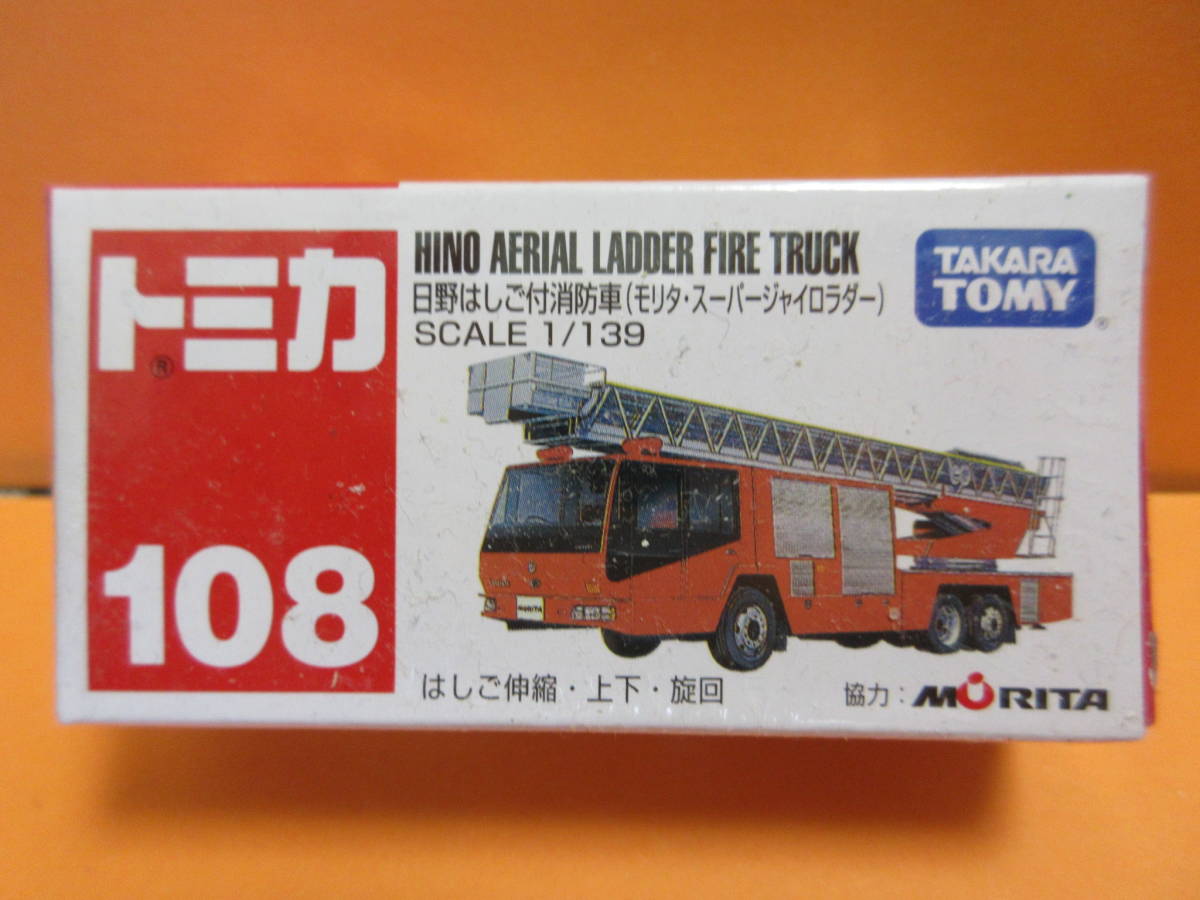 トミカ
®
108
HINO AERIAL LADDER FIRE TRUCK
日野はしご付消防車(モリタ・スーパージャイロラダー)
SCALE 1/139
TAKARA
TOMY
®
MORITA
はしご伸縮・上下・旋回
協力:MORITA